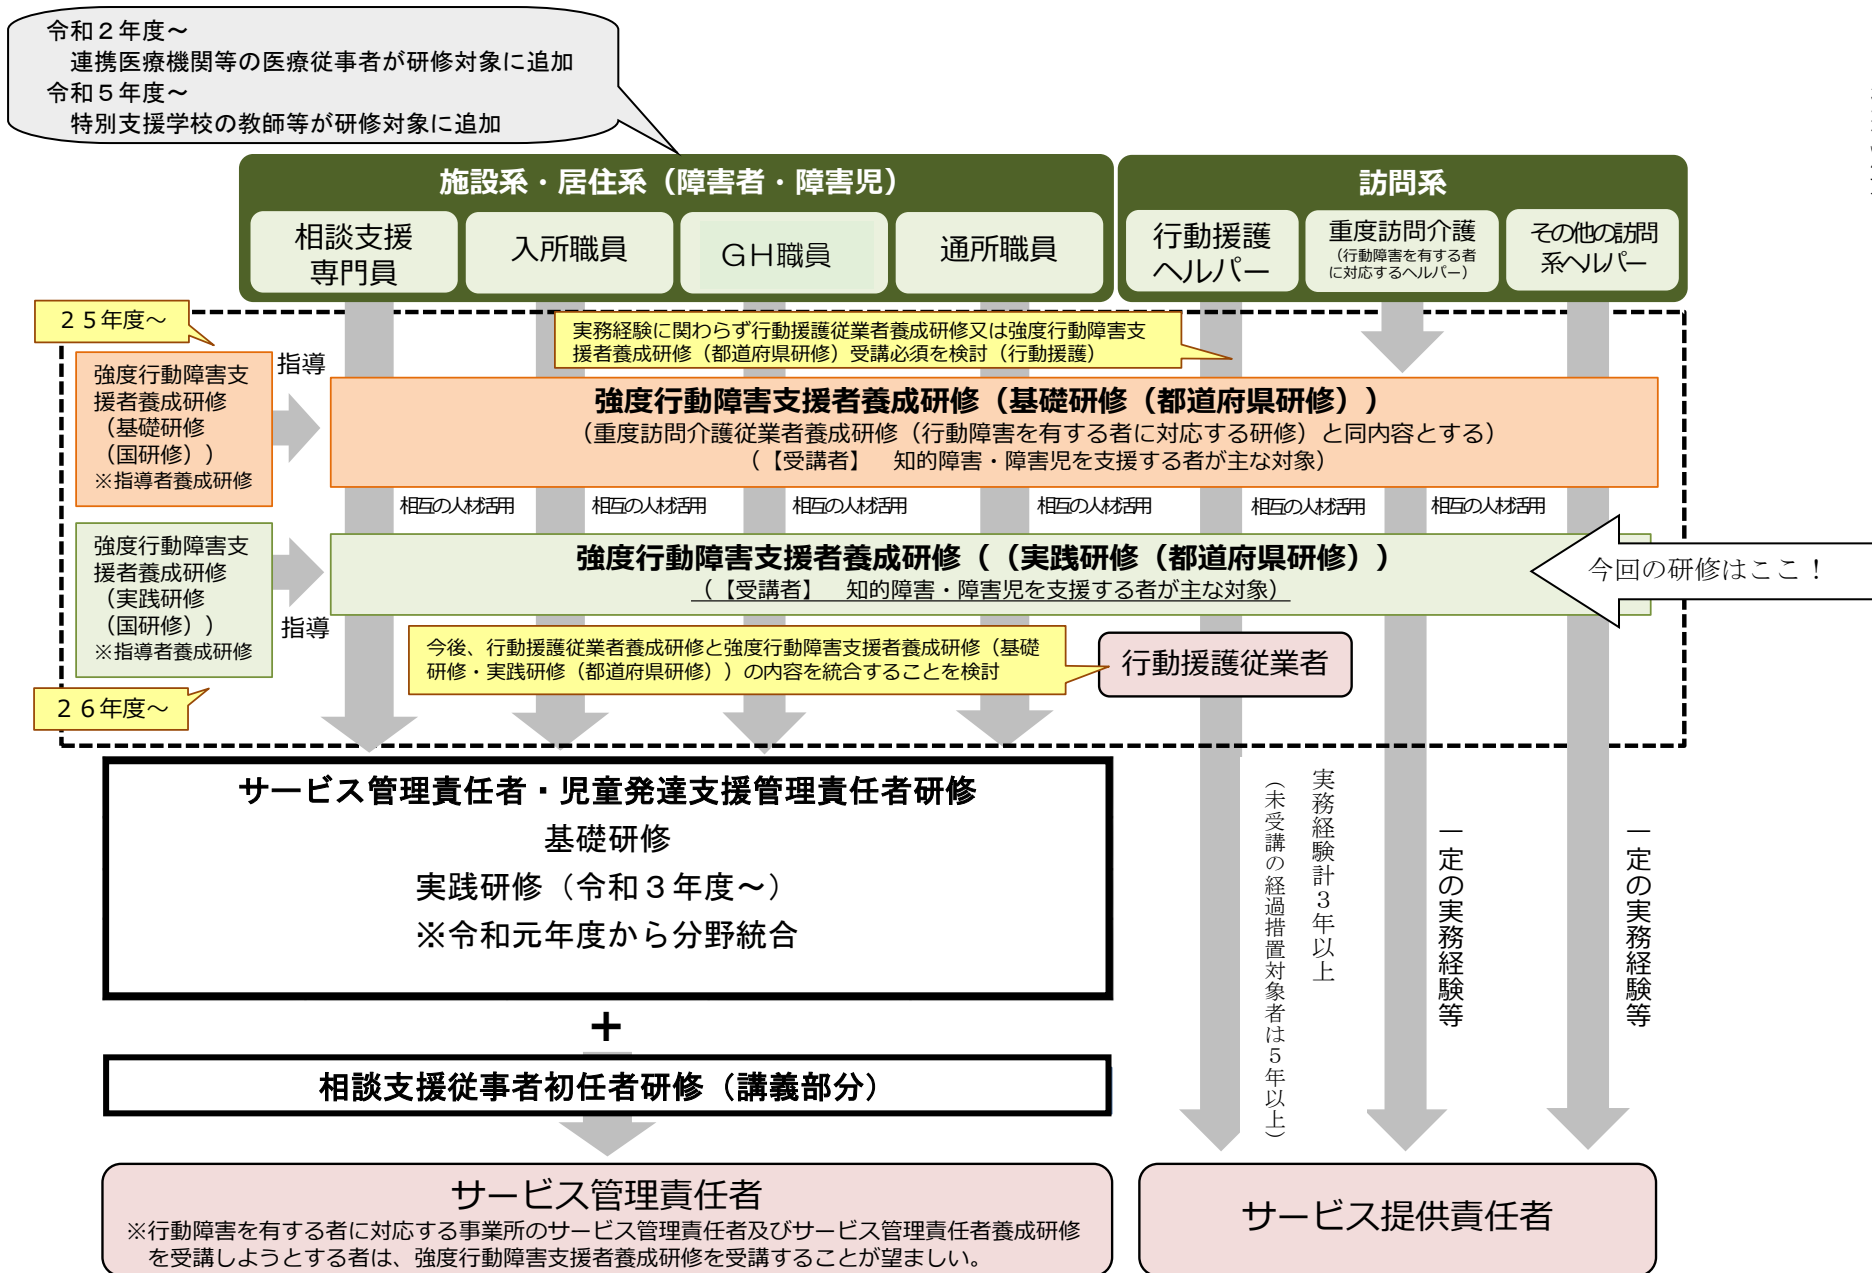 令和２年度～
連携医療機関等の医療従事者が研修対象に追加
令和５年度～
特別支援学校の教師等が研修対象に追加
施設系・居住系（障害者・障害児）
訪問系
相談支援
専門員
入所職員
ＧＨ職員
通所職員
行動援護
ヘルパー
重度訪問介護
（行動障害を有する者
に対応するヘルパー）
その他の訪問
系ヘルパー
２５年度～
実務経験に関わらず行動援護従業者養成研修又は強度行動障害支
援者養成研修（都道府県研修）受講必須を検討（行動援護）
強度行動障害支
援者養成研修
（基礎研修
（国研修））
※指導者養成研修
指導
強度行動障害支援者養成研修（基礎研修（都道府県研修））
（重度訪問介護従業者養成研修（行動障害を有する者に対応する研修）と同内容とする）
（【受講者】　知的障害・障害児を支援する者が主な対象）
相互の人材活用
相互の人材活用
相互の人材活用
相互の人材活用
相互の人材活用
相互の人材活用
強度行動障害支
援者養成研修
（実践研修
（国研修））
※指導者養成研修
指導
強度行動障害支援者養成研修（（実践研修（都道府県研修））
（【受講者】　知的障害・障害児を支援する者が主な対象）
今回の研修はここ！
今後、行動援護従業者養成研修と強度行動障害支援者養成研修（基礎
研修・実践研修（都道府県研修））の内容を統合することを検討
行動援護従業者
２６年度～
サービス管理責任者・児童発達支援管理責任者研修
基礎研修
実践研修（令和３年度～）
※令和元年度から分野統合
＋
相談支援従事者初任者研修（講義部分）
実務経験計３年以上
（未受講の経過措置対象者は５年以上）
一定の実務経験等
一定の実務経験等
サービス管理責任者
※行動障害を有する者に対応する事業所のサービス管理責任者及びサービス管理責任者養成研修
を受講しようとする者は、強度行動障害支援者養成研修を受講することが望ましい。
サービス提供責任者